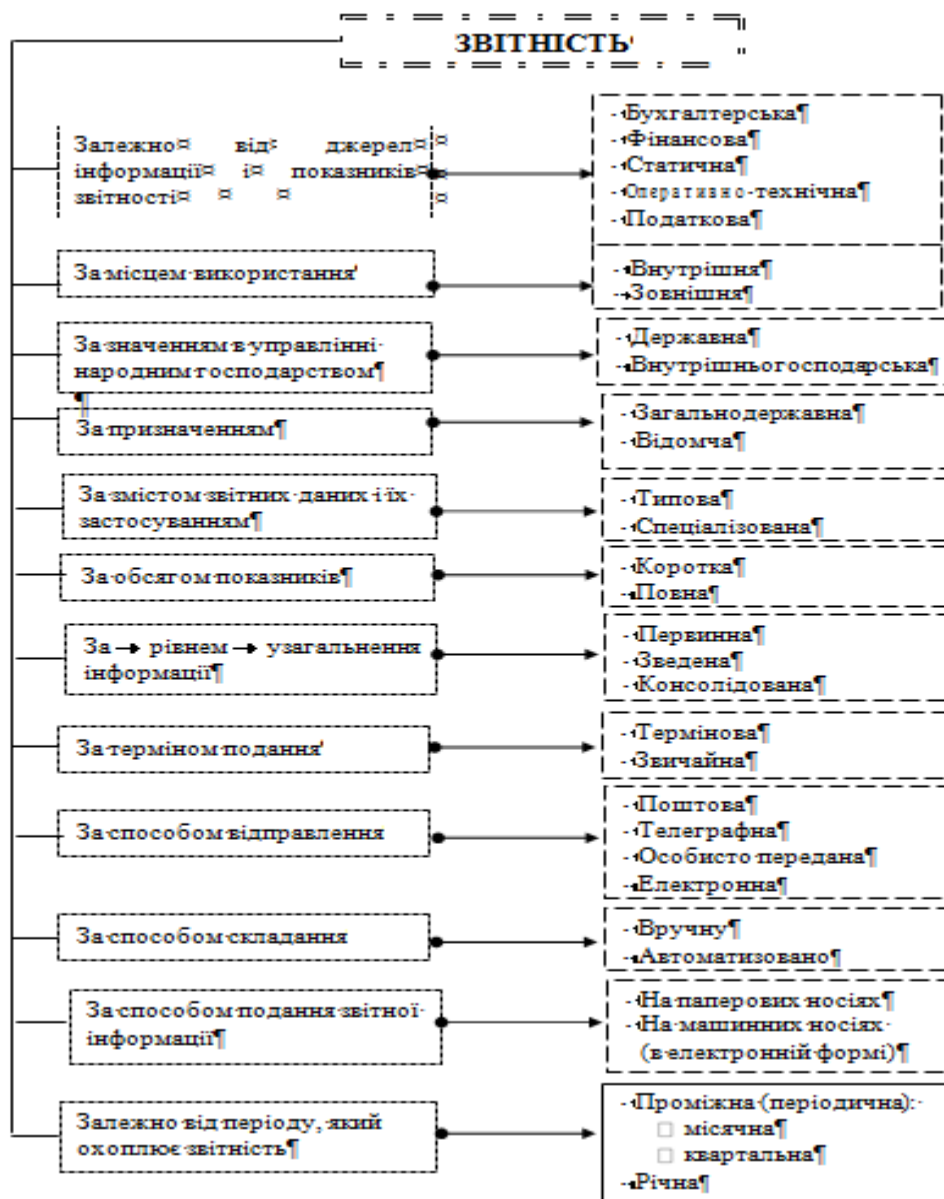 ЗВІТНІСТЬ
Залежно від джерел
інформації і показників
звітності
-Бухгалтерська¶
-Фінансова¶
-Статична¶
-Оперативно-технічна¶
-Податкова¶
За місцем використання
-Внутрішня¶
-Зовнішня¶
За значенням в управлінні
народним господарством¶
¶
-Державна¶
-Внутрішньогосподарська¶
За призначенням¶
-Загальнодержавна¶
-Відомча¶
За змістом звітних даних і їх
застосуванням¶
-Типова¶
-Спеціалізована¶
За обсягом показників¶
-Коротка¶
-Повна¶
За → рівнем → узагальнення
інформації¶
-Первинна¶
-Зведена¶
-Консолідована¶
За терміном подання
-Термінова¶
-Звичайна¶
За способом відправлення
-Поштова¶
-Телеграфна¶
-Особисто передана¶
-Електронна¶
За способом складання
-Вручну¶
-Автоматизовано¶
За способом подання звітної
інформації¶
-На паперових носіях¶
-На машинних носіях
(в електронній формі)¶
Залежно від періоду, який
охоплює звітність¶
-Проміжна (періодична):
□ місячна¶
□ квартальна¶
-Річна¶